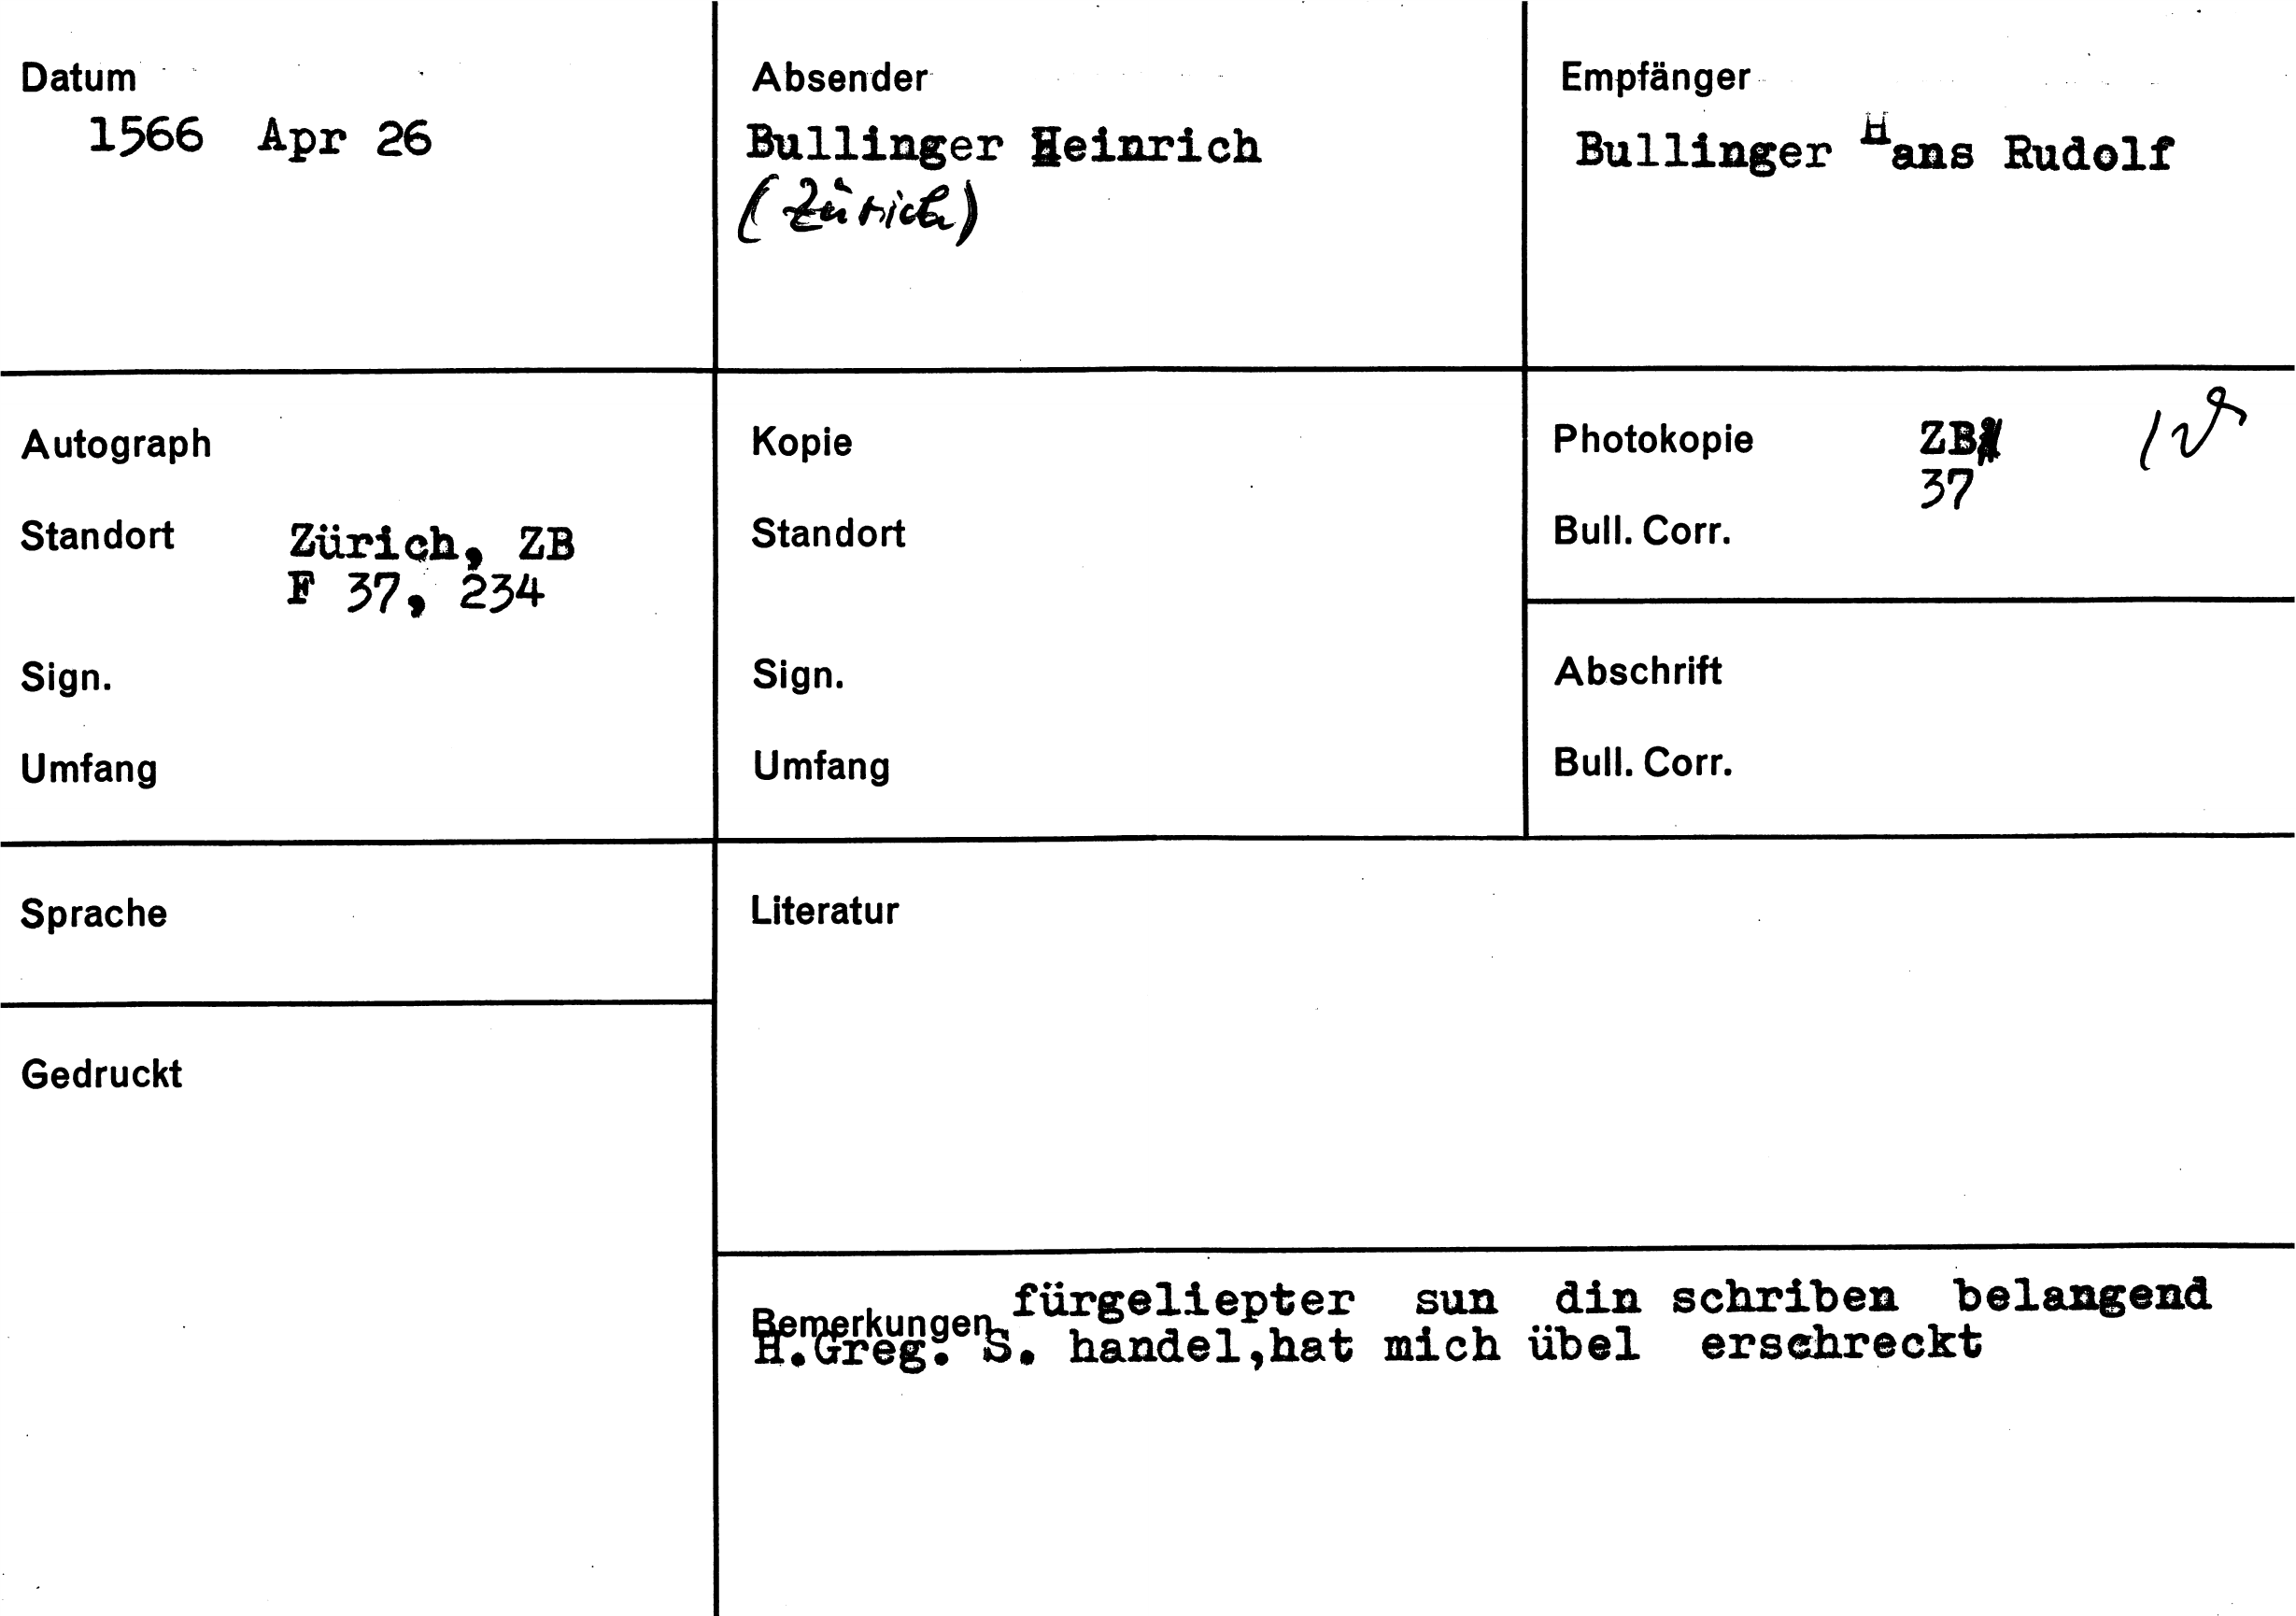 Datum
1566 Apr 26
Absender
Bullinger Heinrich
(Zürich)
Empfänger
Bullinger Hans Rudolf
Autograph
Standort Zürich, ZB
F 37, 234
Sign.
Umfang
Kopie
Standort
Sign.
Umfang
Photokopie ZB
37
Bull. Corr.
Abschrift
Bull. Corr.
Sprache
Gedruckt
Literatur
Bemerkungen fürgeliepter sun din schriben belangend
H.Greg. S. handel,hat mich übel erschreckt